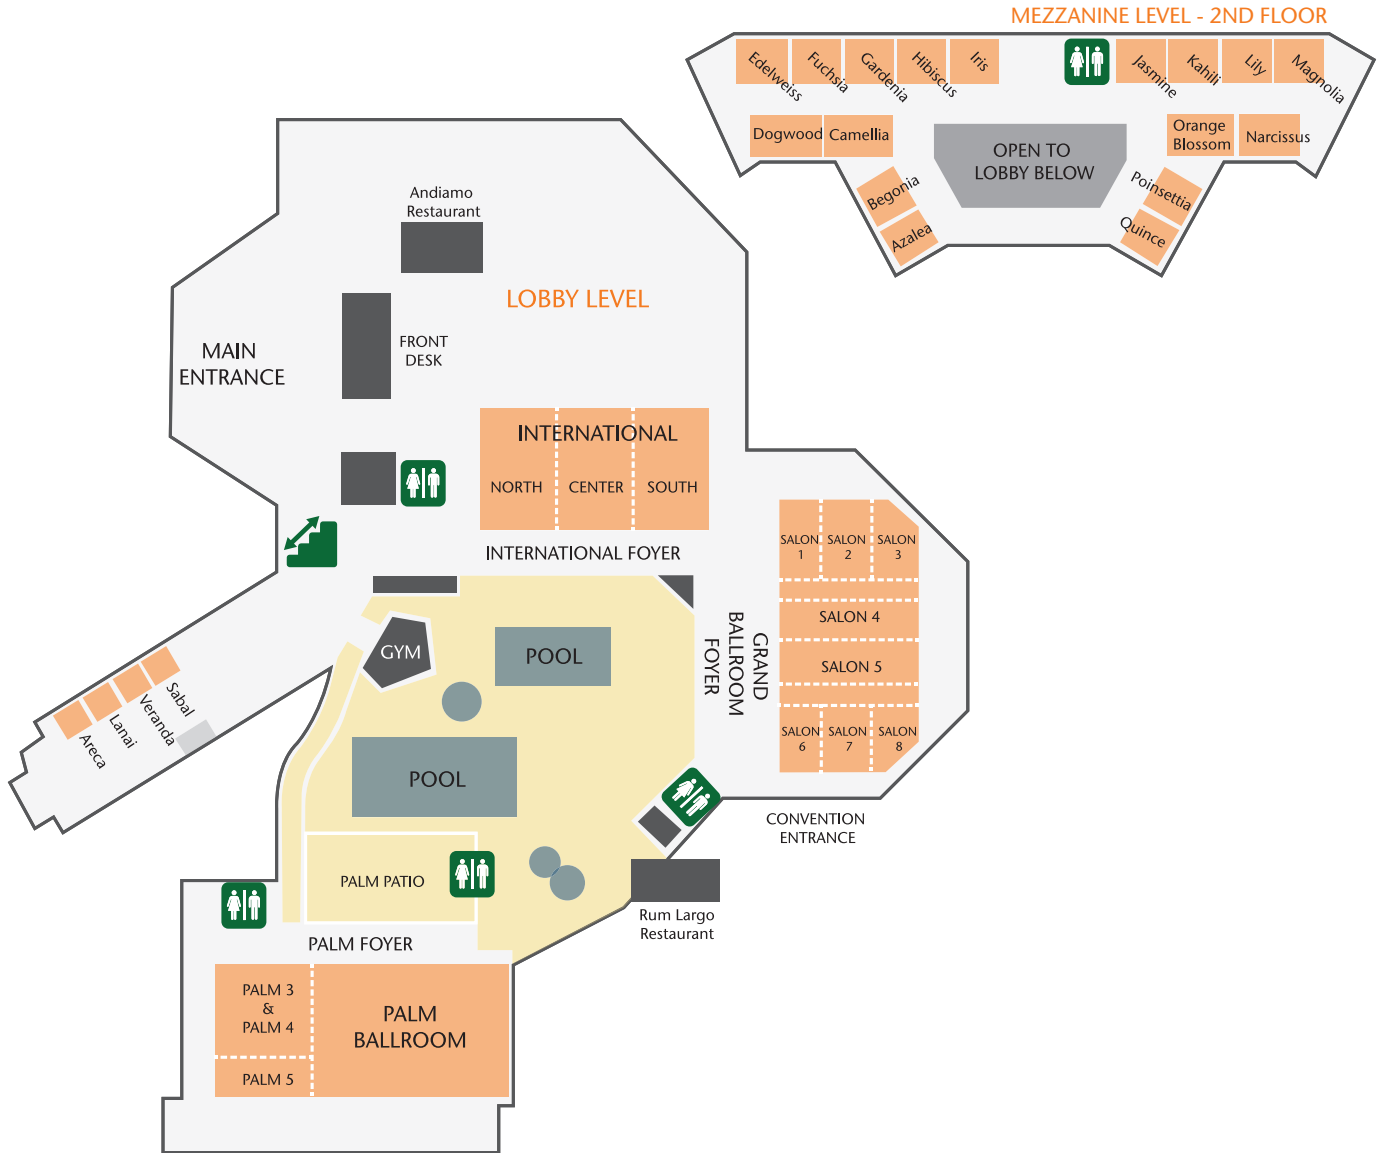 MEZZANINE LEVEL - 2ND FLOOR
Edelweiss
Fuchsia
Gardenia
Hibiscus
Iris
Jasmine
Kahili
Lily
Magnolia
Dogwood
Camellia
OPEN TO
LOBBY BELOW
Orange
Blossom
Narcissus
Begonia
Azalea
Poinsettia
Quince
Andiamo
Restaurant
LOBBY LEVEL
FRONT
DESK
MAIN
ENTRANCE
INTERNATIONAL
NORTH
CENTER
SOUTH
INTERNATIONAL FOYER
SALON
1
SALON
2
SALON
3
SALON 4
SALON 5
SALON
6
SALON
7
SALON
8
GRAND
BALLROOM
FOYER
GYM
POOL
POOL
Sabal
Veranda
Lanai
Areca
CONVENTION
ENTRANCE
PALM PATIO
Rum Largo
Restaurant
PALM FOYER
PALM 3
&
PALM 4
PALM
BALLROOM
PALM 5